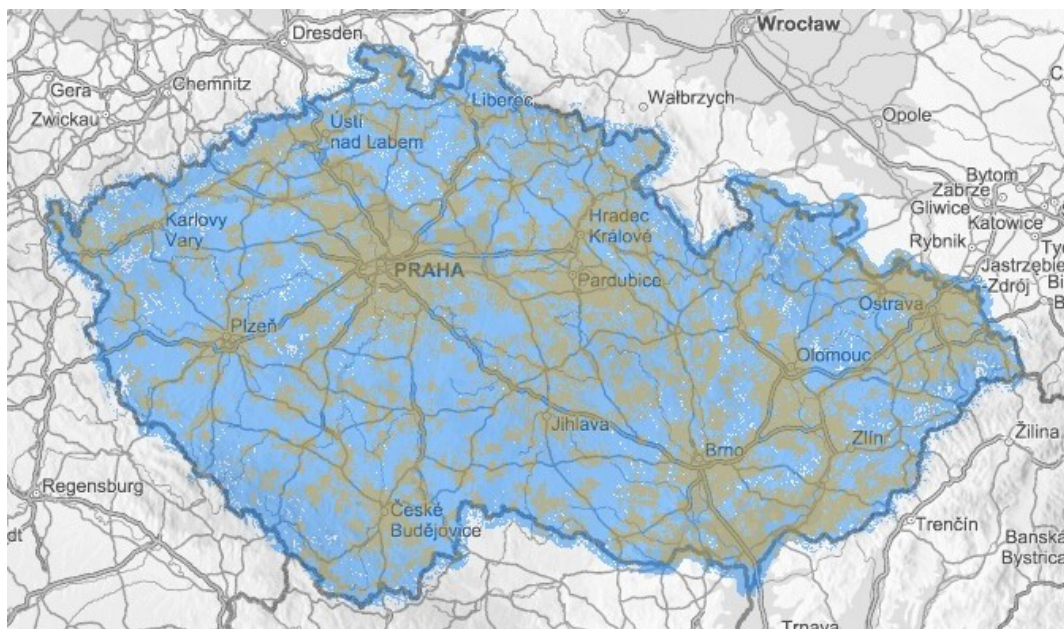 Wrocław
Dresden
Gera
Chemnitz
Zwickau
Wałbrzych
Opole
Liberec
Ústí
nad Labem
Bytom
Zabrze
Gliwice
Katowice
Rybnik
Karlovy
Vary
Hradec
Králové
PRAHA
Pardubice
Jastrzębie
-Zdrój
Ostrava
Plzeň
Olomouc
Jihlava
Brno
Zlín
Žilina
Regensburg
České
Budějovice
Trenčín
Banská
Bystrica
Trnava